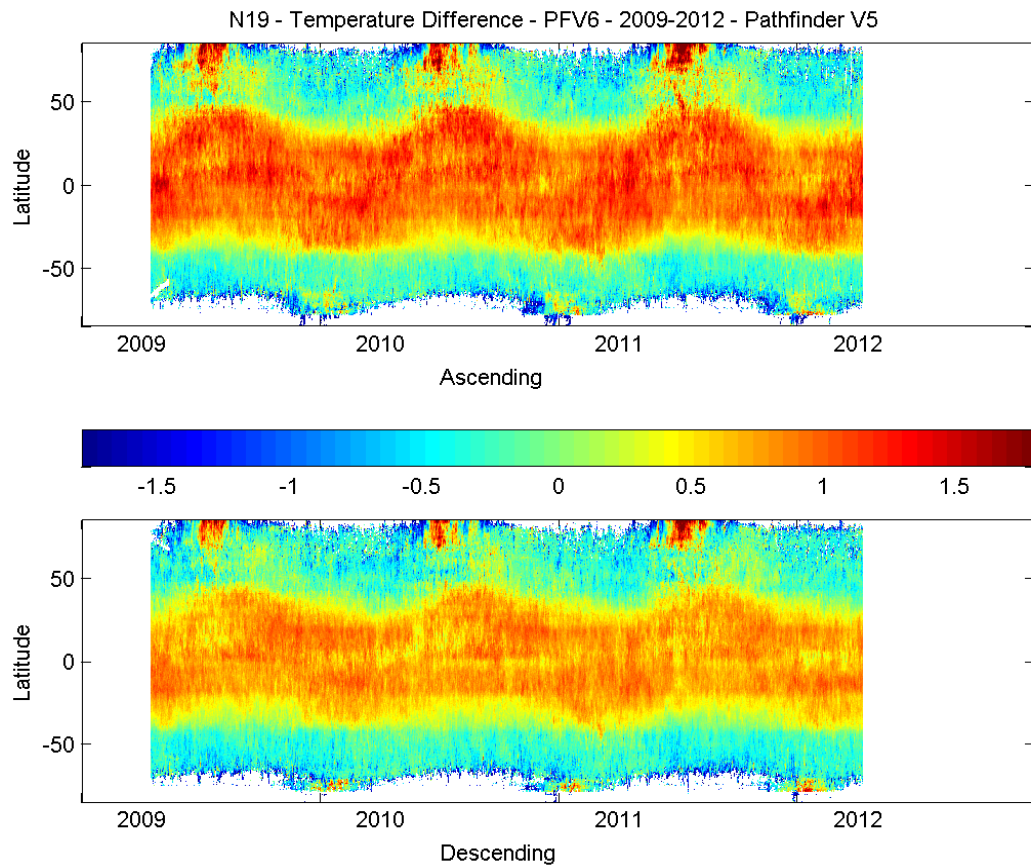 N19 - Temperature Difference - PFV6 - 2009-2012 - Pathfinder V5
50
0
-50
Latitude
2009 2010 2011 2012
Ascending
-1.5 -1 -0.5 0 0.5 1 1.5
50
0
-50
Latitude
2009 2010 2011 2012
Descending